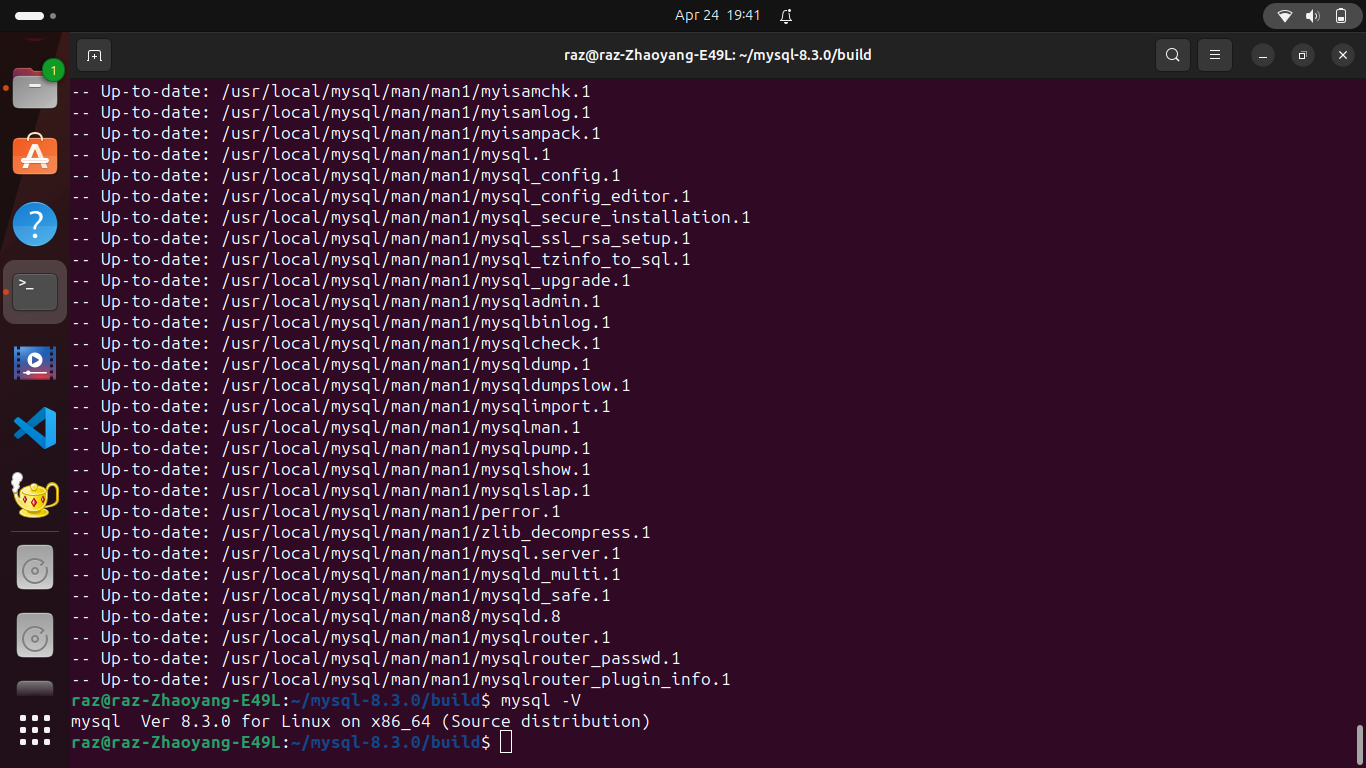 Apr 24 19:41
1
raz@raz-Zhaoyang-E49L: ~/mysql-8.3.0/build
-- Up-to-date: /usr/local/mysql/man/man1/myisamchk.1
-- Up-to-date: /usr/local/mysql/man/man1/myisamlog.1
-- Up-to-date: /usr/local/mysql/man/man1/myisampack.1
-- Up-to-date: /usr/local/mysql/man/man1/mysql.1
-- Up-to-date: /usr/local/mysql/man/man1/mysql_config.1
-- Up-to-date: /usr/local/mysql/man/man1/mysql_config_editor.1
-- Up-to-date: /usr/local/mysql/man/man1/mysql_secure_installation.1
-- Up-to-date: /usr/local/mysql/man/man1/mysql_ssl_rsa_setup.1
-- Up-to-date: /usr/local/mysql/man/man1/mysql_tzinfo_to_sql.1
-- Up-to-date: /usr/local/mysql/man/man1/mysql_upgrade.1
-- Up-to-date: /usr/local/mysql/man/man1/mysqladmin.1
-- Up-to-date: /usr/local/mysql/man/man1/mysqlbinlog.1
-- Up-to-date: /usr/local/mysql/man/man1/mysqlcheck.1
-- Up-to-date: /usr/local/mysql/man/man1/mysqldump.1
-- Up-to-date: /usr/local/mysql/man/man1/mysqldumpslow.1
-- Up-to-date: /usr/local/mysql/man/man1/mysqlimport.1
-- Up-to-date: /usr/local/mysql/man/man1/mysqlman.1
-- Up-to-date: /usr/local/mysql/man/man1/mysqlpump.1
-- Up-to-date: /usr/local/mysql/man/man1/mysqlshow.1
-- Up-to-date: /usr/local/mysql/man/man1/mysqlslap.1
-- Up-to-date: /usr/local/mysql/man/man1/perror.1
-- Up-to-date: /usr/local/mysql/man/man1/zlib_decompress.1
-- Up-to-date: /usr/local/mysql/man/man1/mysql.server.1
-- Up-to-date: /usr/local/mysql/man/man1/mysqld_multi.1
-- Up-to-date: /usr/local/mysql/man/man1/mysqld_safe.1
-- Up-to-date: /usr/local/mysql/man/man8/mysqld.8
-- Up-to-date: /usr/local/mysql/man/man1/mysqlrouter.1
-- Up-to-date: /usr/local/mysql/man/man1/mysqlrouter_passwd.1
-- Up-to-date: /usr/local/mysql/man/man1/mysqlrouter_plugin_info.1
raz@raz-Zhaoyang-E49L:~/mysql-8.3.0/build$ mysql -V
mysql  Ver 8.3.0 for Linux on x86_64 (Source distribution)
raz@raz-Zhaoyang-E49L:~/mysql-8.3.0/build$